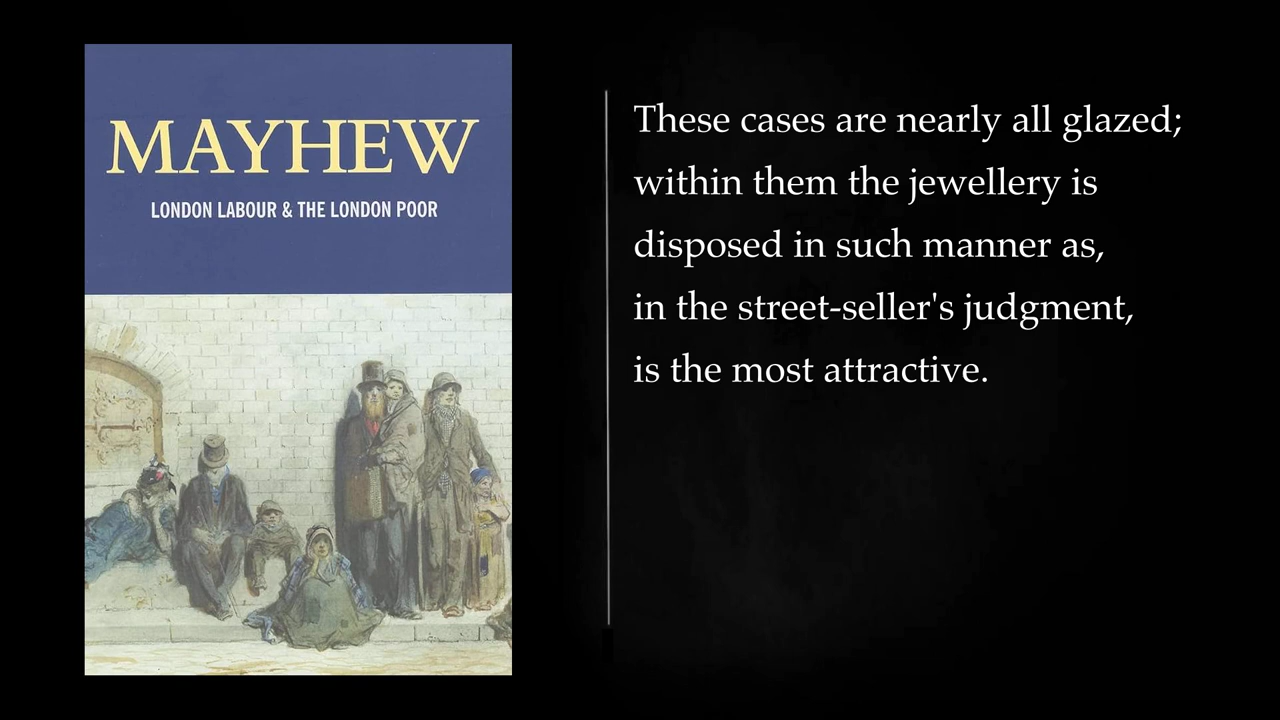 MAYHEW
LONDON LABOUR & THE LONDON POOR
These cases are nearly all glazed;
within them the jewellery is
disposed in such manner as,
in the street-seller's judgment,
is the most attractive.